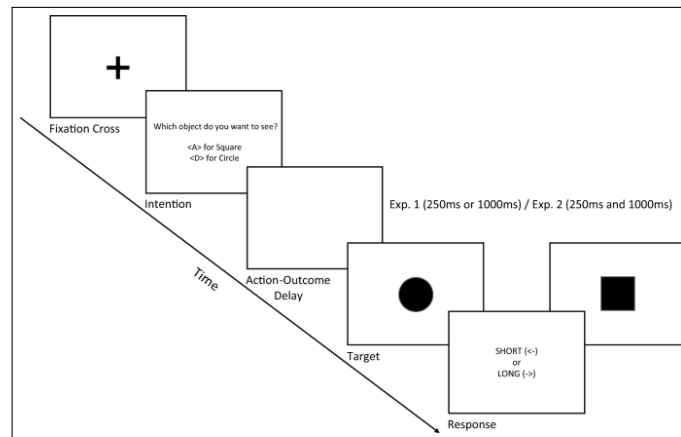 Fixation Cross
Which object do you want to see?
<A> for Square
<D> for Circle
Intention
Exp. 1 (250ms or 1000ms) / Exp. 2 (250ms and 1000ms)
Action-Outcome
Delay
Time
Target
SHORT (<-)
or
LONG (->)
Response